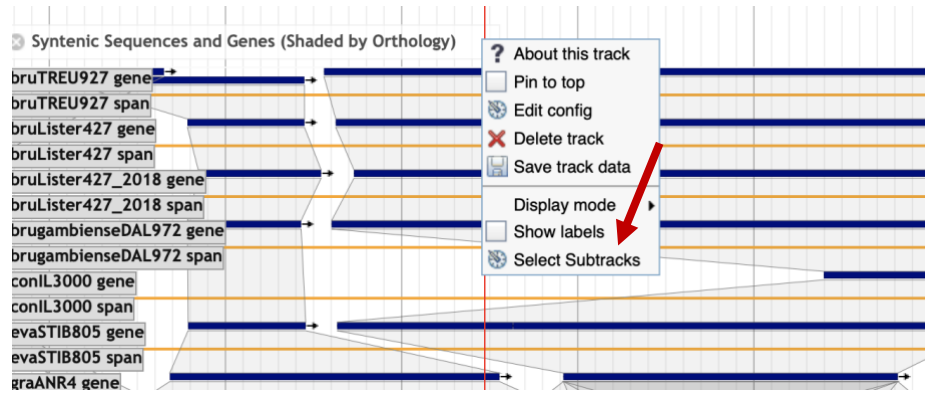 Syntenic Sequences and Genes (Shaded by Orthology)
bruTREU927 gene
bruTREU927 span
bruLister427 gene
bruLister427 span
bruLister427_2018 gene
bruLister427_2018 span
brugambienseDAL972 gene
brugambienseDAL972 span
conIL3000 gene
conIL3000 span
evaSTIB805 gene
evaSTIB805 span
graANR4 gene
? About this track
Pin to top
Edit config
Delete track
Save track data
Display mode
Show labels
Select Subtracks